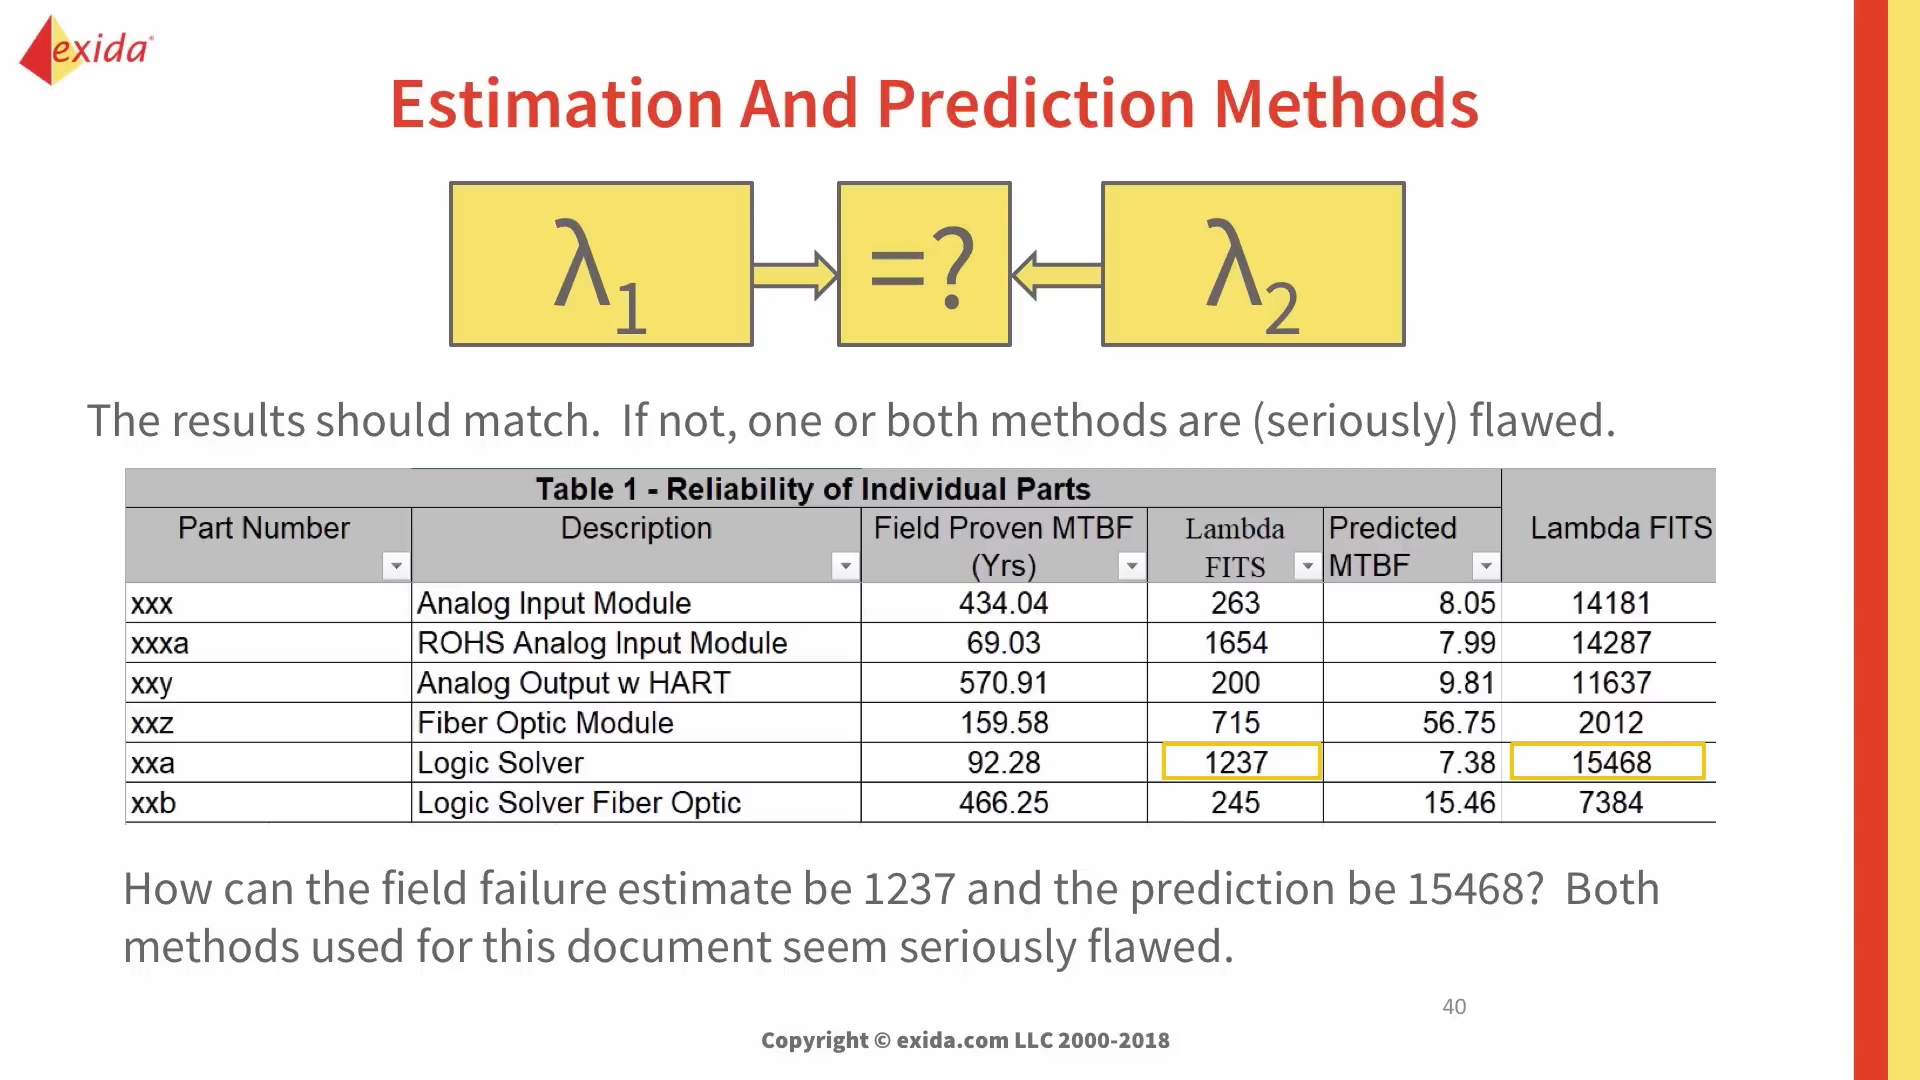 exida
Estimation And Prediction Methods
λ1 =? λ2
The results should match. If not, one or both methods are (seriously) flawed.
Table 1 - Reliability of Individual Parts
Part Number Description Field Proven MTBF (Yrs) Lambda FITS Predicted MTBF Lambda FITS
xxx Analog Input Module 434.04 263 8.05 14181
xxxa ROHS Analog Input Module 69.03 1654 7.99 14287
xxy Analog Output w HART 570.91 200 9.81 11637
xxz Fiber Optic Module 159.58 715 56.75 2012
xxa Logic Solver 92.28 1237 7.38 15468
xxb Logic Solver Fiber Optic 466.25 245 15.46 7384
How can the field failure estimate be 1237 and the prediction be 15468? Both
methods used for this document seem seriously flawed.
40
Copyright © exida.com LLC 2000-2018